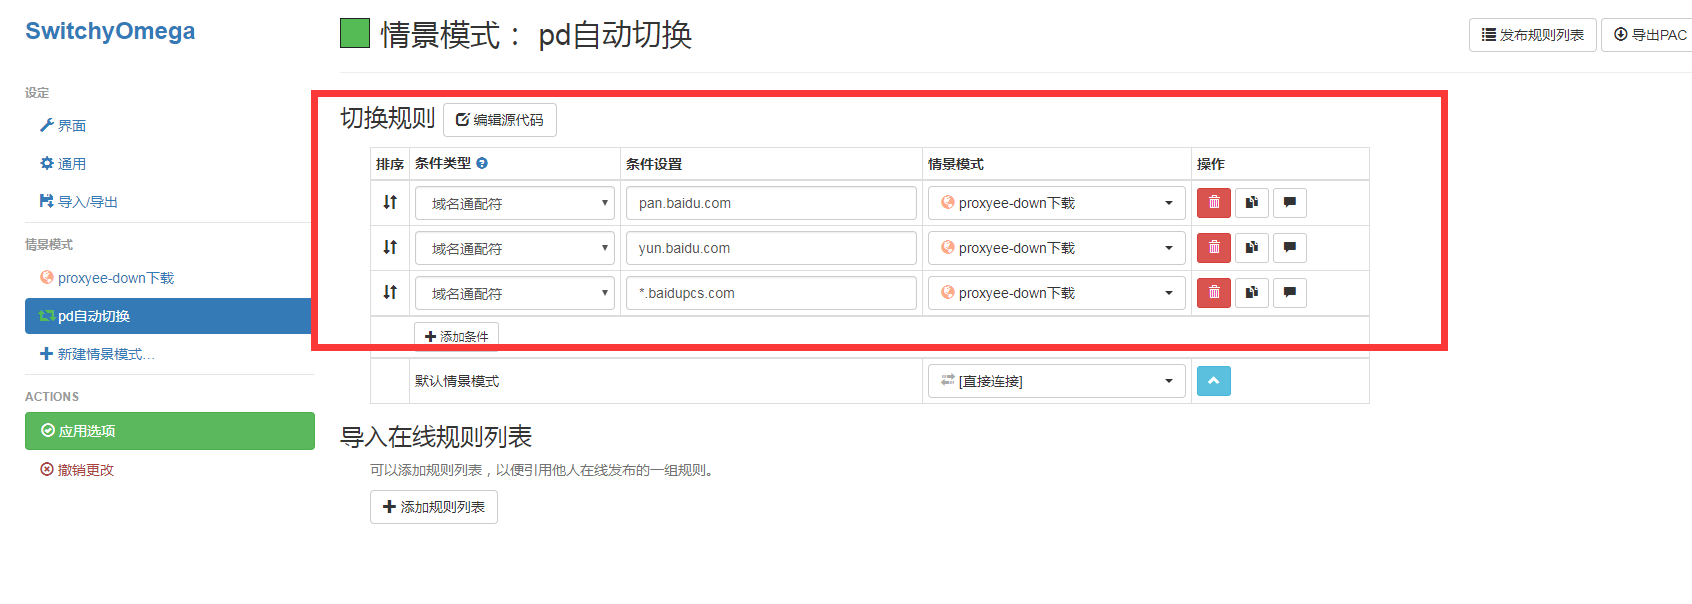 SwitchyOmega
设定
界面
通用
导入/导出
情景模式
proxyee-down下载
pd自动切换
新建情景模式...
ACTIONS
应用选项
撤销更改
情景模式： pd自动切换
发布规则列表
导出PAC
切换规则
编辑源代码
排序 条件类型 条件设置 情景模式 操作
域名通配符 pan.baidu.com proxyee-down下载
域名通配符 yun.baidu.com proxyee-down下载
域名通配符 *.baidupcs.com proxyee-down下载
添加条件
默认情景模式 [直接连接]
导入在线规则列表
可以添加规则列表，以便引用他人在线发布的一组规则。
添加规则列表